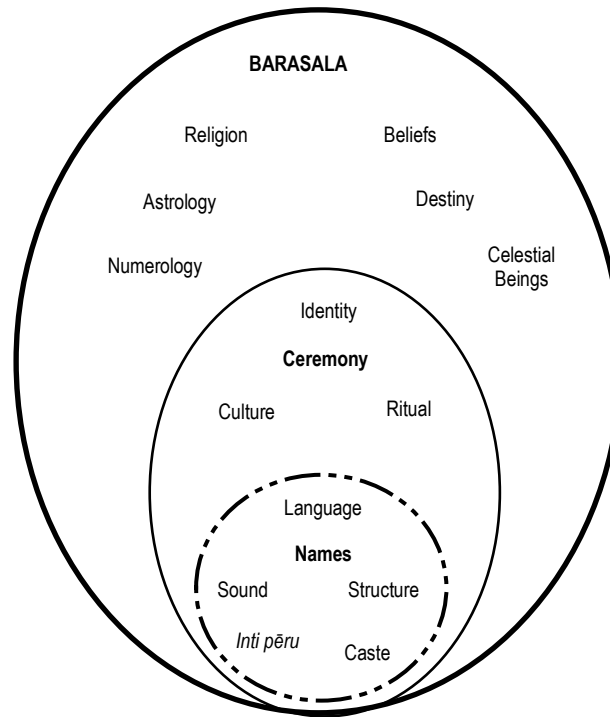 BARASALA
Religion
Beliefs
Astrology
Destiny
Numerology
Celestial
Beings
Identity
Ceremony
Culture
Ritual
Language
Names
Sound
Structure
Inti pēru
Caste